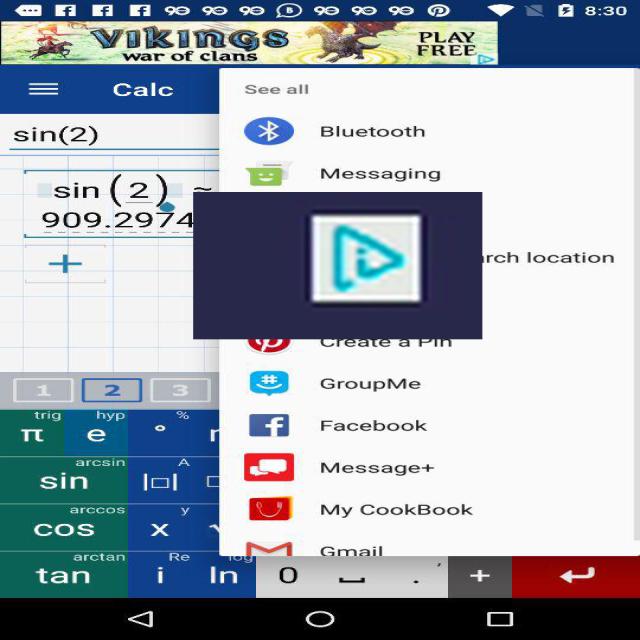 8:30
VIKINGS
war of clans
PLAY
FREE
Calc
See all
sin(2)
Bluetooth
Messaging
sin(2) ≈
909.2974
rch location
+
Create a Pin
GroupMe
1 2 3
Facebook
trig hyp %
π e °
Message+
arcsin A
sin |□|
My CookBook
arccos y
cos x
Gmail
arctan Re log
tan i ln 0 . ' +